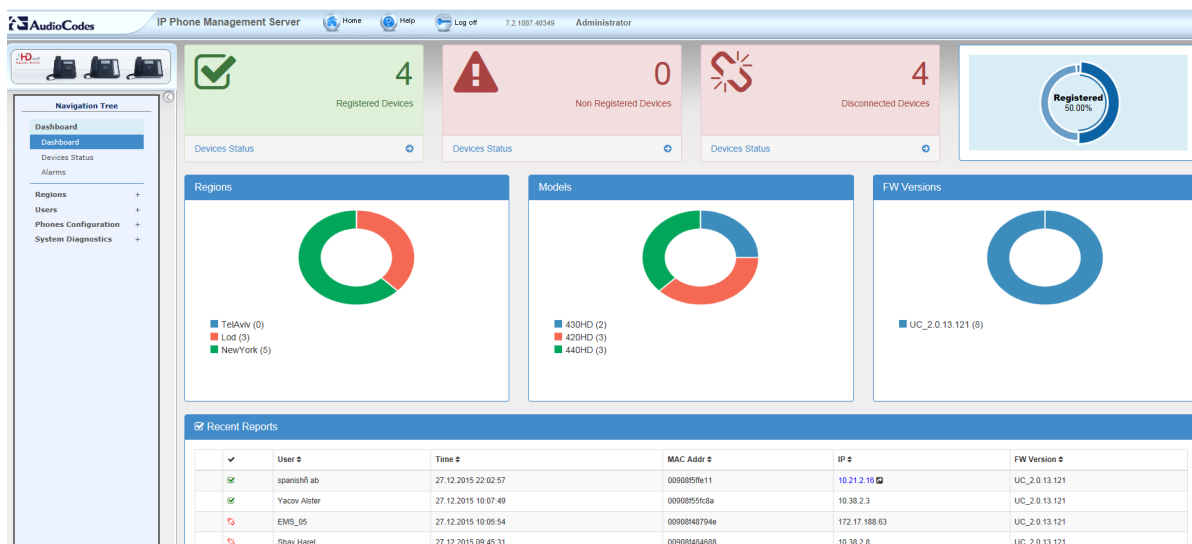 AudioCodes
IP Phone Management Server Home Help Log off 7.2.1007.40349 Administrator
HD
Navigation Tree
Dashboard
Dashboard
Devices Status
Alarms
Regions +
Users +
Phones Configuration +
System Diagnostics +
4
Registered Devices
Devices Status
0
Non Registered Devices
Devices Status
4
Disconnected Devices
Devices Status
Registered
50.00%
Regions
TelAviv (0)
Lod (3)
NewYork (5)
Models
430HD (2)
420HD (3)
440HD (3)
FW Versions
UC_2.0.13.121 (8)
Recent Reports
User Time MAC Addr IP FW Version
spanishñ ab 27.12.2015 22:02:57 00908f5ffe11 10.21.2.16 UC_2.0.13.121
Yacov Alster 27.12.2015 10:07:49 00908f55fc8a 10.38.2.3 UC_2.0.13.121
EMS_05 27.12.2015 10:05:54 00908f48794e 172.17.188.63 UC_2.0.13.121
Shay Harel 27.12.2015 09:45:31 00908f484688 10.38.2.8 UC_2.0.13.121